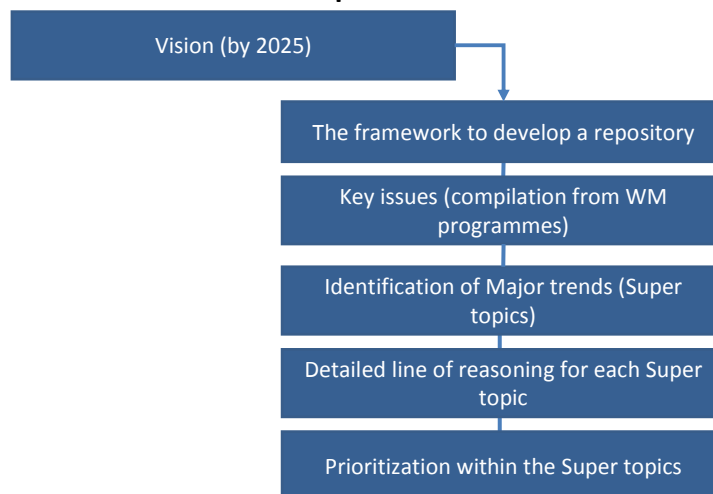 Vision (by 2025)
The framework to develop a repository
Key issues (compilation from WM
programmes)
Identification of Major trends (Super
topics)
Detailed line of reasoning for each Super
topic
Prioritization within the Super topics